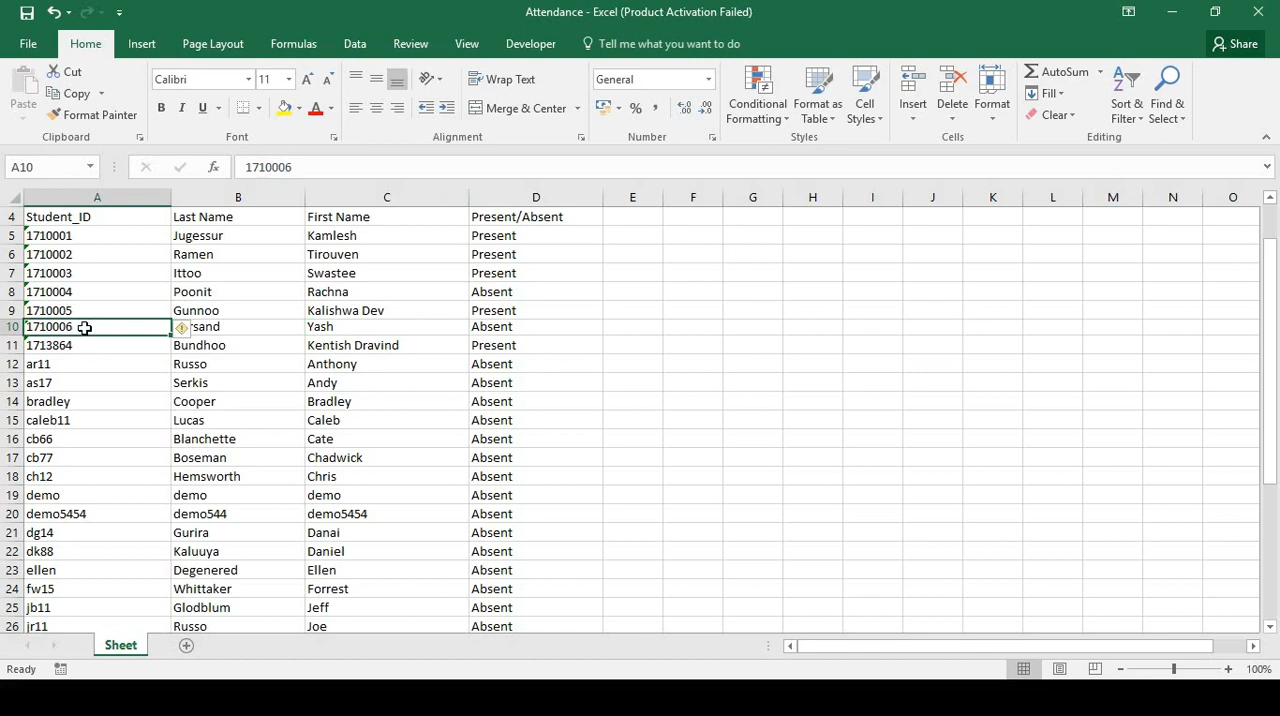 Attendance - Excel (Product Activation Failed)
File Home Insert Page Layout Formulas Data Review View Developer Tell me what you want to do Share
Paste Cut Copy Format Painter
Calibri 11 A A
B I U A
Wrap Text
Merge & Center
General
% ,
Conditional Formatting Format as Table Cell Styles
Insert Delete Format
AutoSum
Fill
Clear
Sort & Filter Find & Select
Clipboard Font Alignment Number Styles Cells Editing
A10 fx 1710006
A B C D E F G H I J K L M N O
4 Student_ID Last Name First Name Present/Absent
5 1710001 Jugessur Kamlesh Present
6 1710002 Ramen Tirouven Present
7 1710003 Ittoo Swastee Present
8 1710004 Poonit Rachna Absent
9 1710005 Gunnoo Kalishwa Dev Present
10 1710006 rsand Yash Absent
11 1713864 Bundhoo Kentish Dravind Absent
12 ar11 Russo Anthony Absent
13 as17 Serkis Andy Absent
14 bradley Cooper Bradley Absent
15 caleb11 Lucas Caleb Absent
16 cb66 Blanchette Cate Absent
17 cb77 Boseman Chadwick Absent
18 ch12 Hemsworth Chris Absent
19 demo demo demo Absent
20 demo5454 demo544 demo5454 Absent
21 dg14 Gurira Danai Absent
22 dk88 Kaluuya Daniel Absent
23 ellen Degenered Ellen Absent
24 fw15 Whittaker Forrest Absent
25 jb11 Glodblum Jeff Absent
26 jr11 Russo Joe Absent
Sheet
Ready 100%